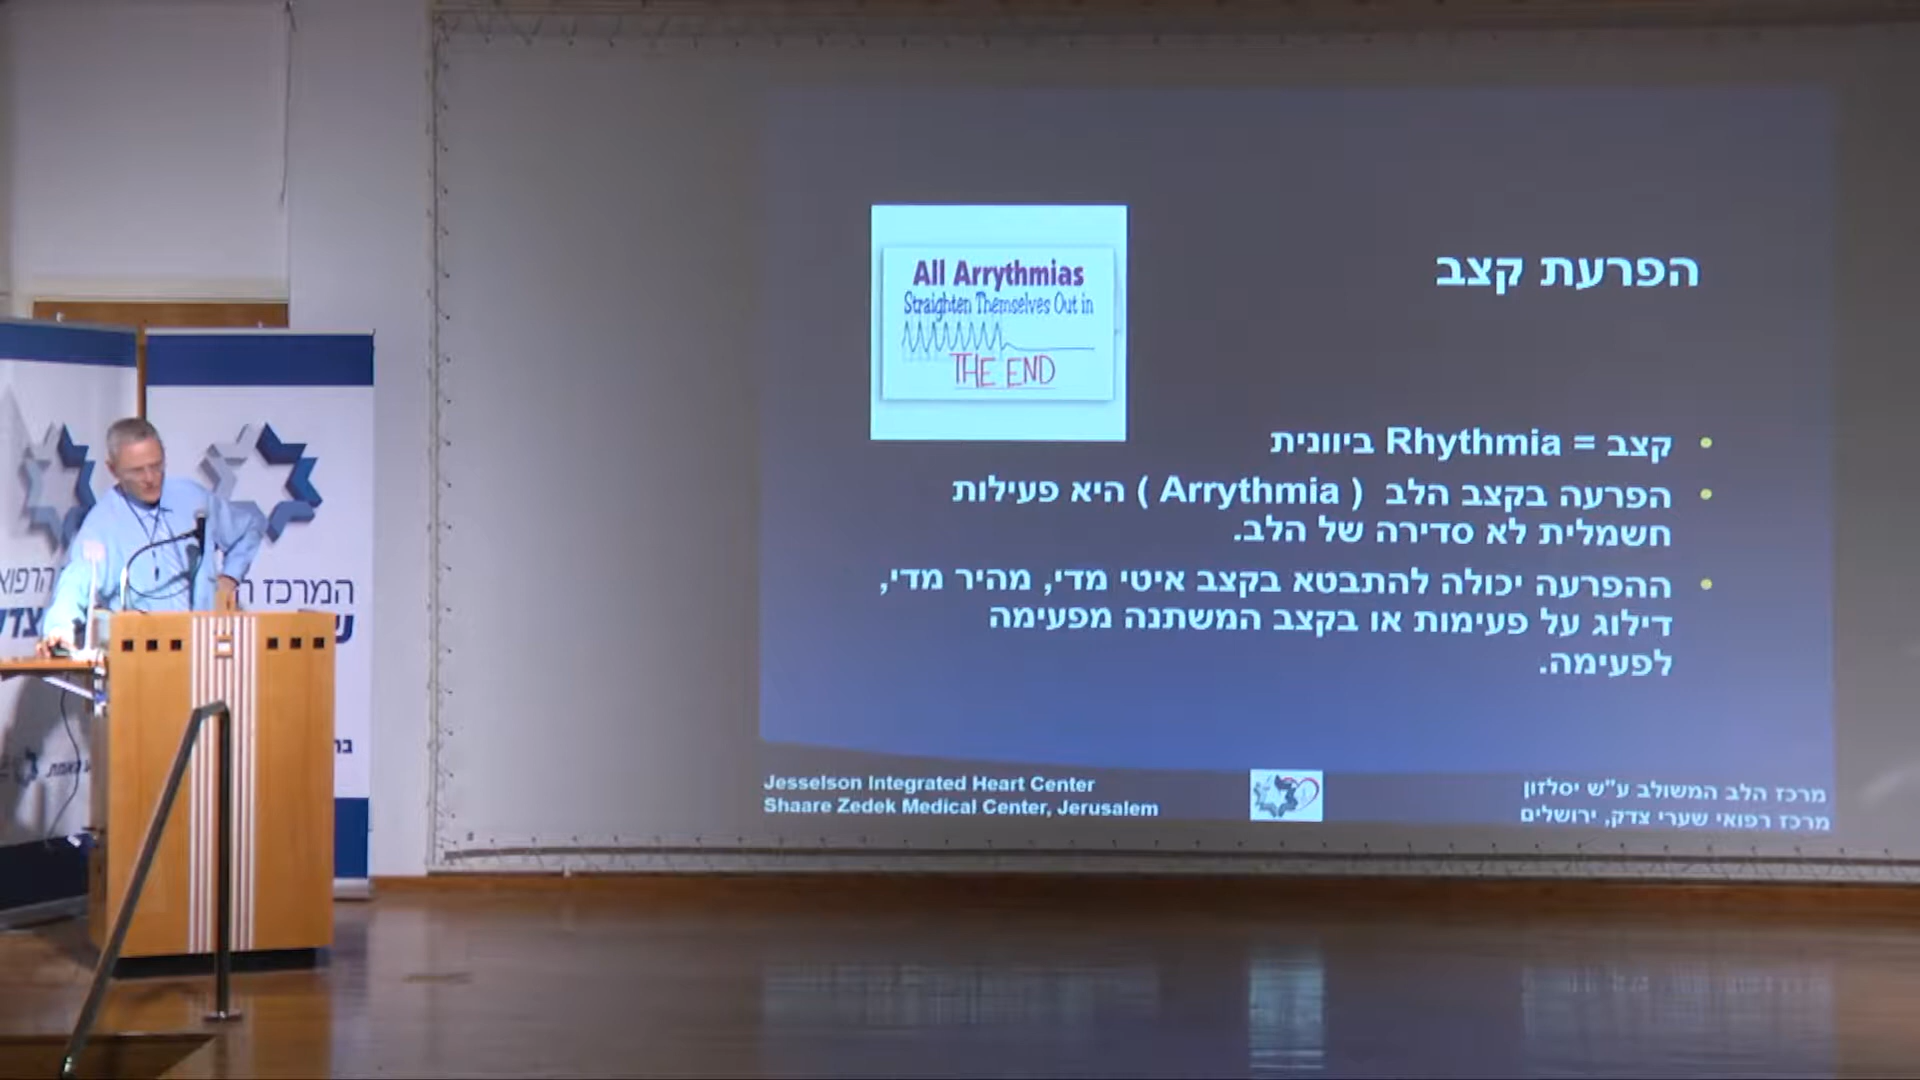 הפרעת קצב
All Arrythmias
Straighten Themselves Out in
THE END
קצב = Rhythmia ביוונית
הפרעה בקצב הלב ( Arrythmia ) היא פעילות
חשמלית לא סדירה של הלב.
ההפרעה יכולה להתבטא בקצב איטי מדי, מהיר מדי,
דילוג על פעימות או בקצב המשתנה מפעימה
לפעימה.
Jesselson Integrated Heart Center
Shaare Zedek Medical Center, Jerusalem
מרכז הלב המשולב ע"ש יסלזון
מרכז רפואי שערי צדק, ירושלים
המרכז ה
ש
הרפוא
צדק